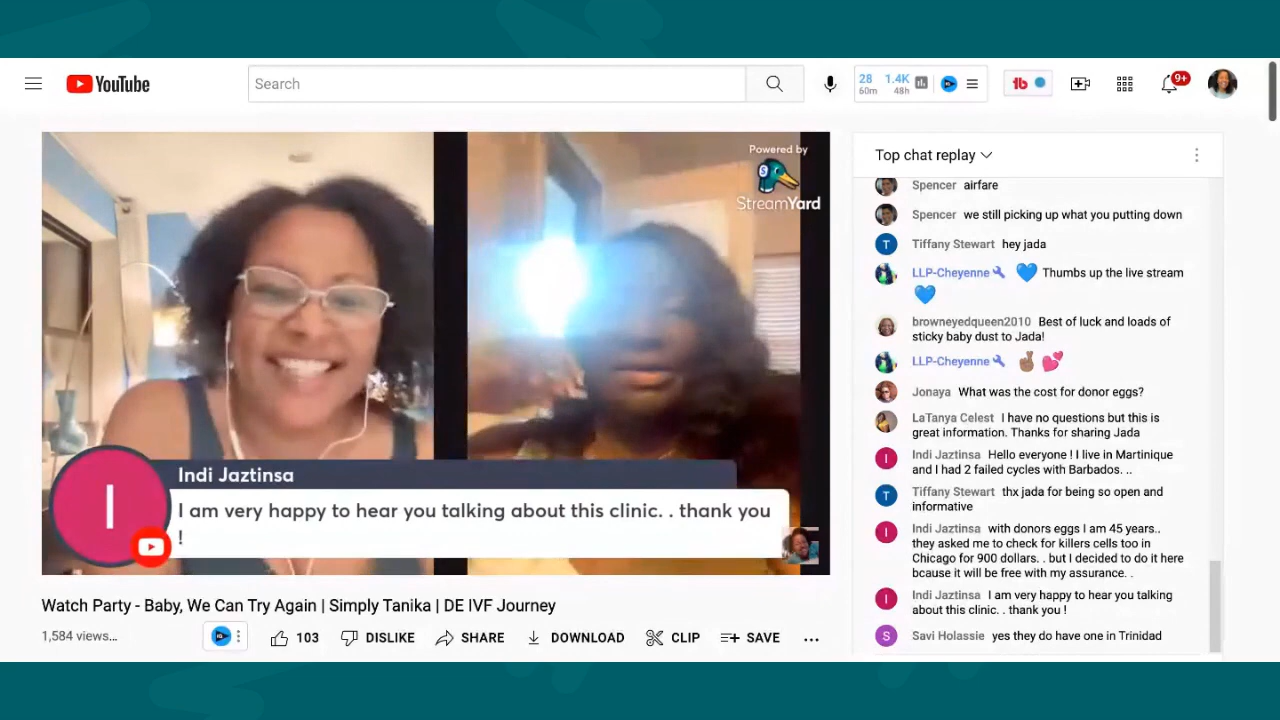 YouTube
Search
28 60m
1.4K 48h
9+
Powered by
StreamYard
Indi Jaztinsa
I
I am very happy to hear you talking about this clinic. . thank you
!
Watch Party - Baby, We Can Try Again | Simply Tanika | DE IVF Journey
1,584 views...
103
DISLIKE
SHARE
DOWNLOAD
CLIP
SAVE
Top chat replay
Spencer airfare
Spencer we still picking up what you putting down
T Tiffany Stewart hey jada
LLP-Cheyenne 💙 Thumbs up the live stream
💙
browneyedqueen2010 Best of luck and loads of
sticky baby dust to Jada!
LLP-Cheyenne 🤞🏽 💕
Jonaya What was the cost for donor eggs?
LaTanya Celest I have no questions but this is
great information. Thanks for sharing Jada
I Indi Jaztinsa Hello everyone ! I live in Martinique
and I had 2 failed cycles with Barbados. ..
T Tiffany Stewart thx jada for being so open and
informative
I Indi Jaztinsa with donors eggs I am 45 years..
they asked me to check for killers cells too in
Chicago for 900 dollars. . but I decided to do it here
bcause it will be free with my assurance. .
I Indi Jaztinsa I am very happy to hear you talking
about this clinic. . thank you !
S Savi Holassie yes they do have one in Trinidad